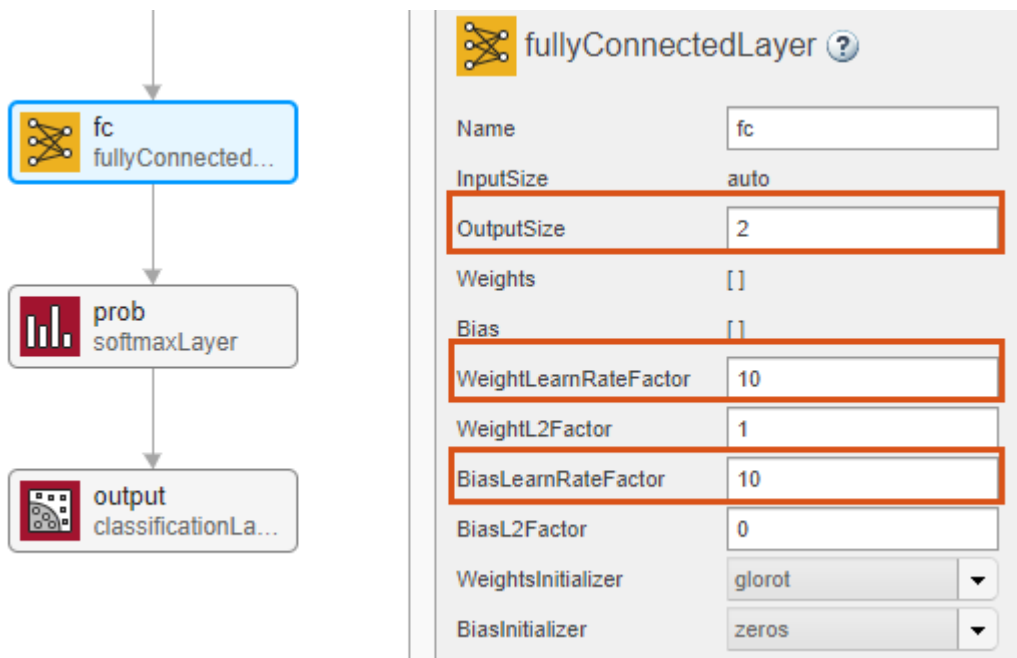 fc
fullyConnected...
prob
softmaxLayer
output
classificationLa...
fullyConnectedLayer ?
Name fc
InputSize auto
OutputSize 2
Weights [ ]
Bias [ ]
WeightLearnRateFactor 10
WeightL2Factor 1
BiasLearnRateFactor 10
BiasL2Factor 0
WeightsInitializer glorot
BiasInitializer zeros